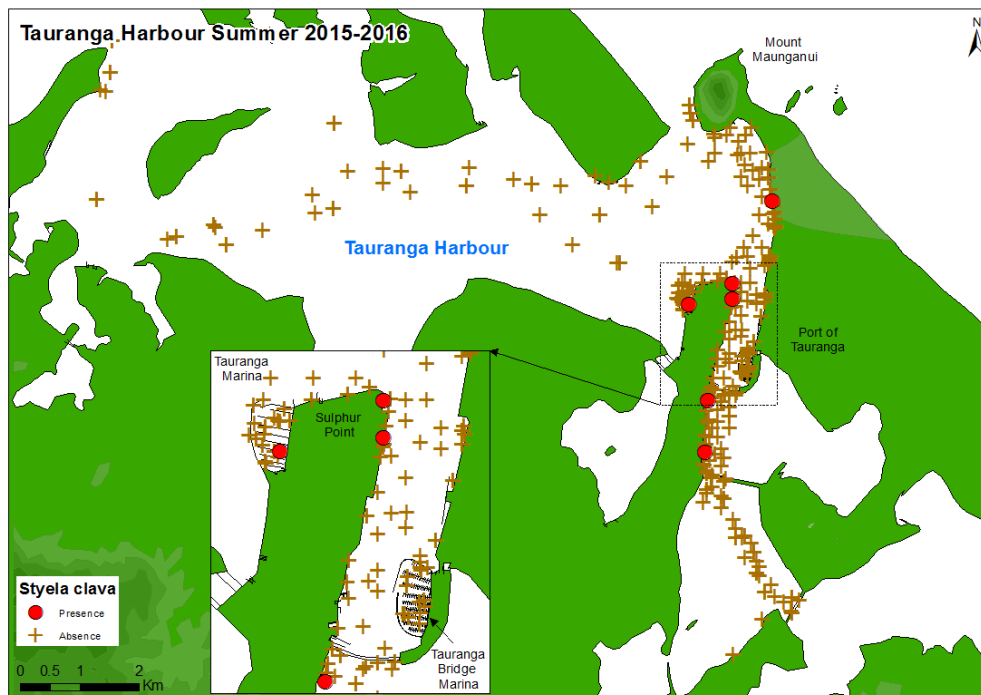 Tauranga Harbour Summer 2015-2016
N
Mount
Maunganui
Tauranga Harbour
Port of
Tauranga
Tauranga
Marina
Sulphur
Point
Tauranga
Bridge
Marina
Styela clava
Presence
Absence
0 0.5 1 2
Km